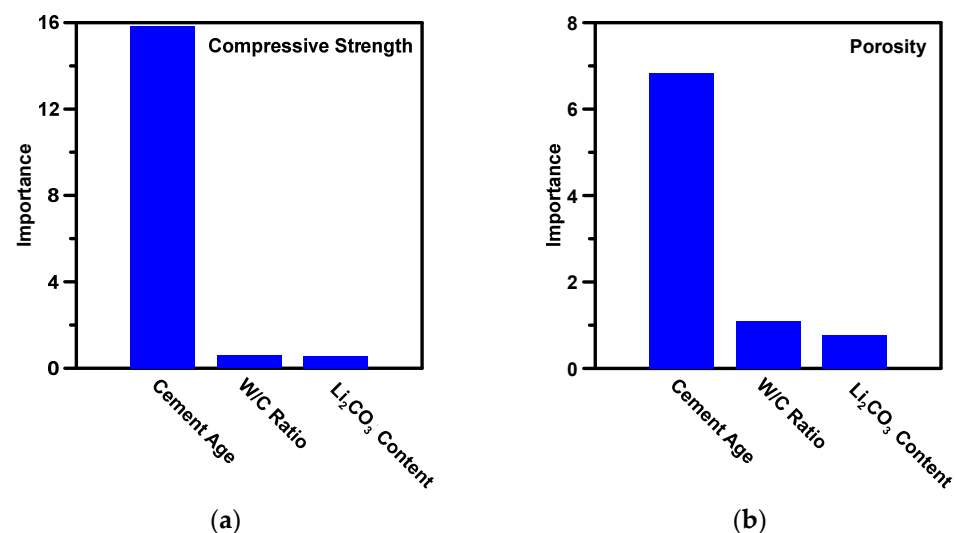 16
12
8
4
0
Importance
Compressive Strength
Cement Age
W/C Ratio
Li₂CO₃ Content
(a)
8
6
4
2
0
Importance
Porosity
Cement Age
W/C Ratio
Li₂CO₃ Content
(b)